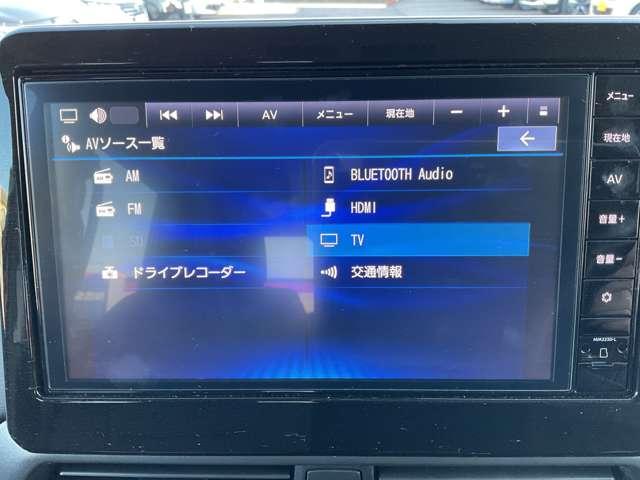 AV メニュー 現在地 − +
AVソース一覧 ←
AM
FM
SD
ドライブレコーダー
BLUETOOTH Audio
HDMI
TV
交通情報
メニュー
現在地
AV
音量+
音量−